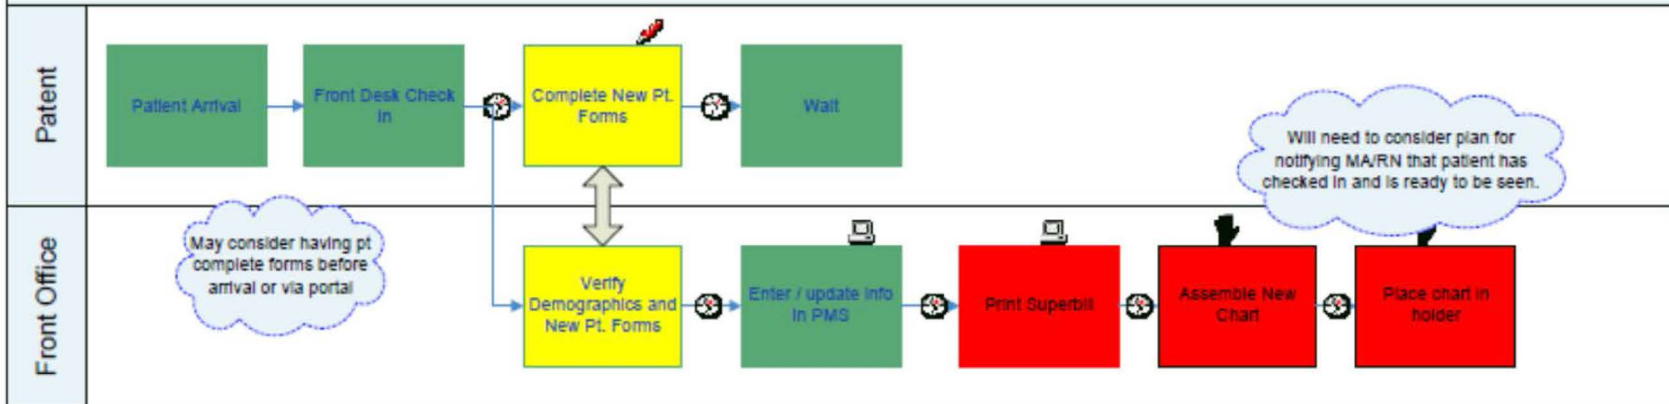 Patent
Patient Arrival
Front Desk Check
in
Complete New Pt.
Forms
Wait
Will need to consider plan for
notifying MA/RN that patient has
checked in and is ready to be seen.
May consider having pt
complete forms before
arrival or via portal
Front Office
Verify
Demographics and
New Pt. Forms
Enter / update info
in PMS
Print Superbill
Assemble New
Chart
Place chart in
holder